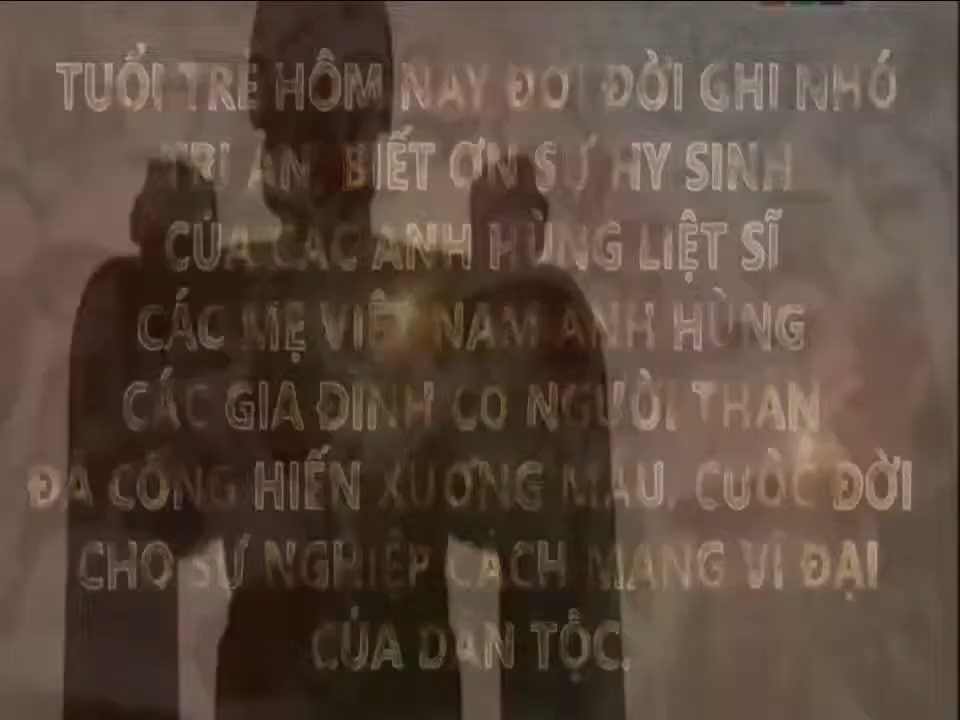 TUỔI TRẺ HÔM NAY ĐỜI ĐỜI GHI NHỚ
TRI ÂN, BIẾT ƠN SỰ HY SINH
CỦA CÁC ANH HÙNG LIỆT SĨ
CÁC MẸ VIỆT NAM ANH HÙNG
CÁC GIA ĐÌNH CÓ NGƯỜI THÂN
ĐÃ CỐNG HIẾN XƯƠNG MÁU, CUỘC ĐỜI
CHO SỰ NGHIỆP CÁCH MẠNG VĨ ĐẠI
CỦA DÂN TỘC.